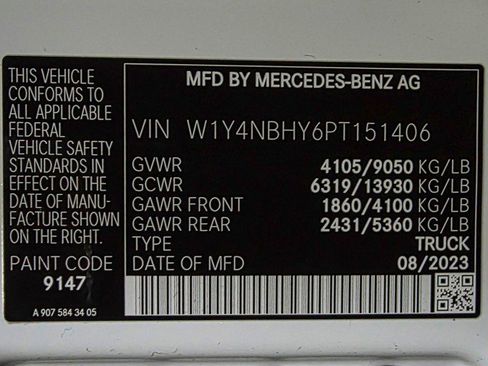 THIS VEHICLE
CONFORMS TO
ALL APPLICABLE
FEDERAL
VEHICLE SAFETY
STANDARDS IN
EFFECT ON THE
DATE OF MANU-
FACTURE SHOWN
ON THE RIGHT.
PAINT CODE
9147
A 907 584 34 05
MFD BY MERCEDES-BENZ AG
VIN W1Y4NBHY6PT151406
GVWR 4105/9050 KG/LB
GCWR 6319/13930 KG/LB
GAWR FRONT 1860/4100 KG/LB
GAWR REAR 2431/5360 KG/LB
TYPE TRUCK
DATE OF MFD 08/2023